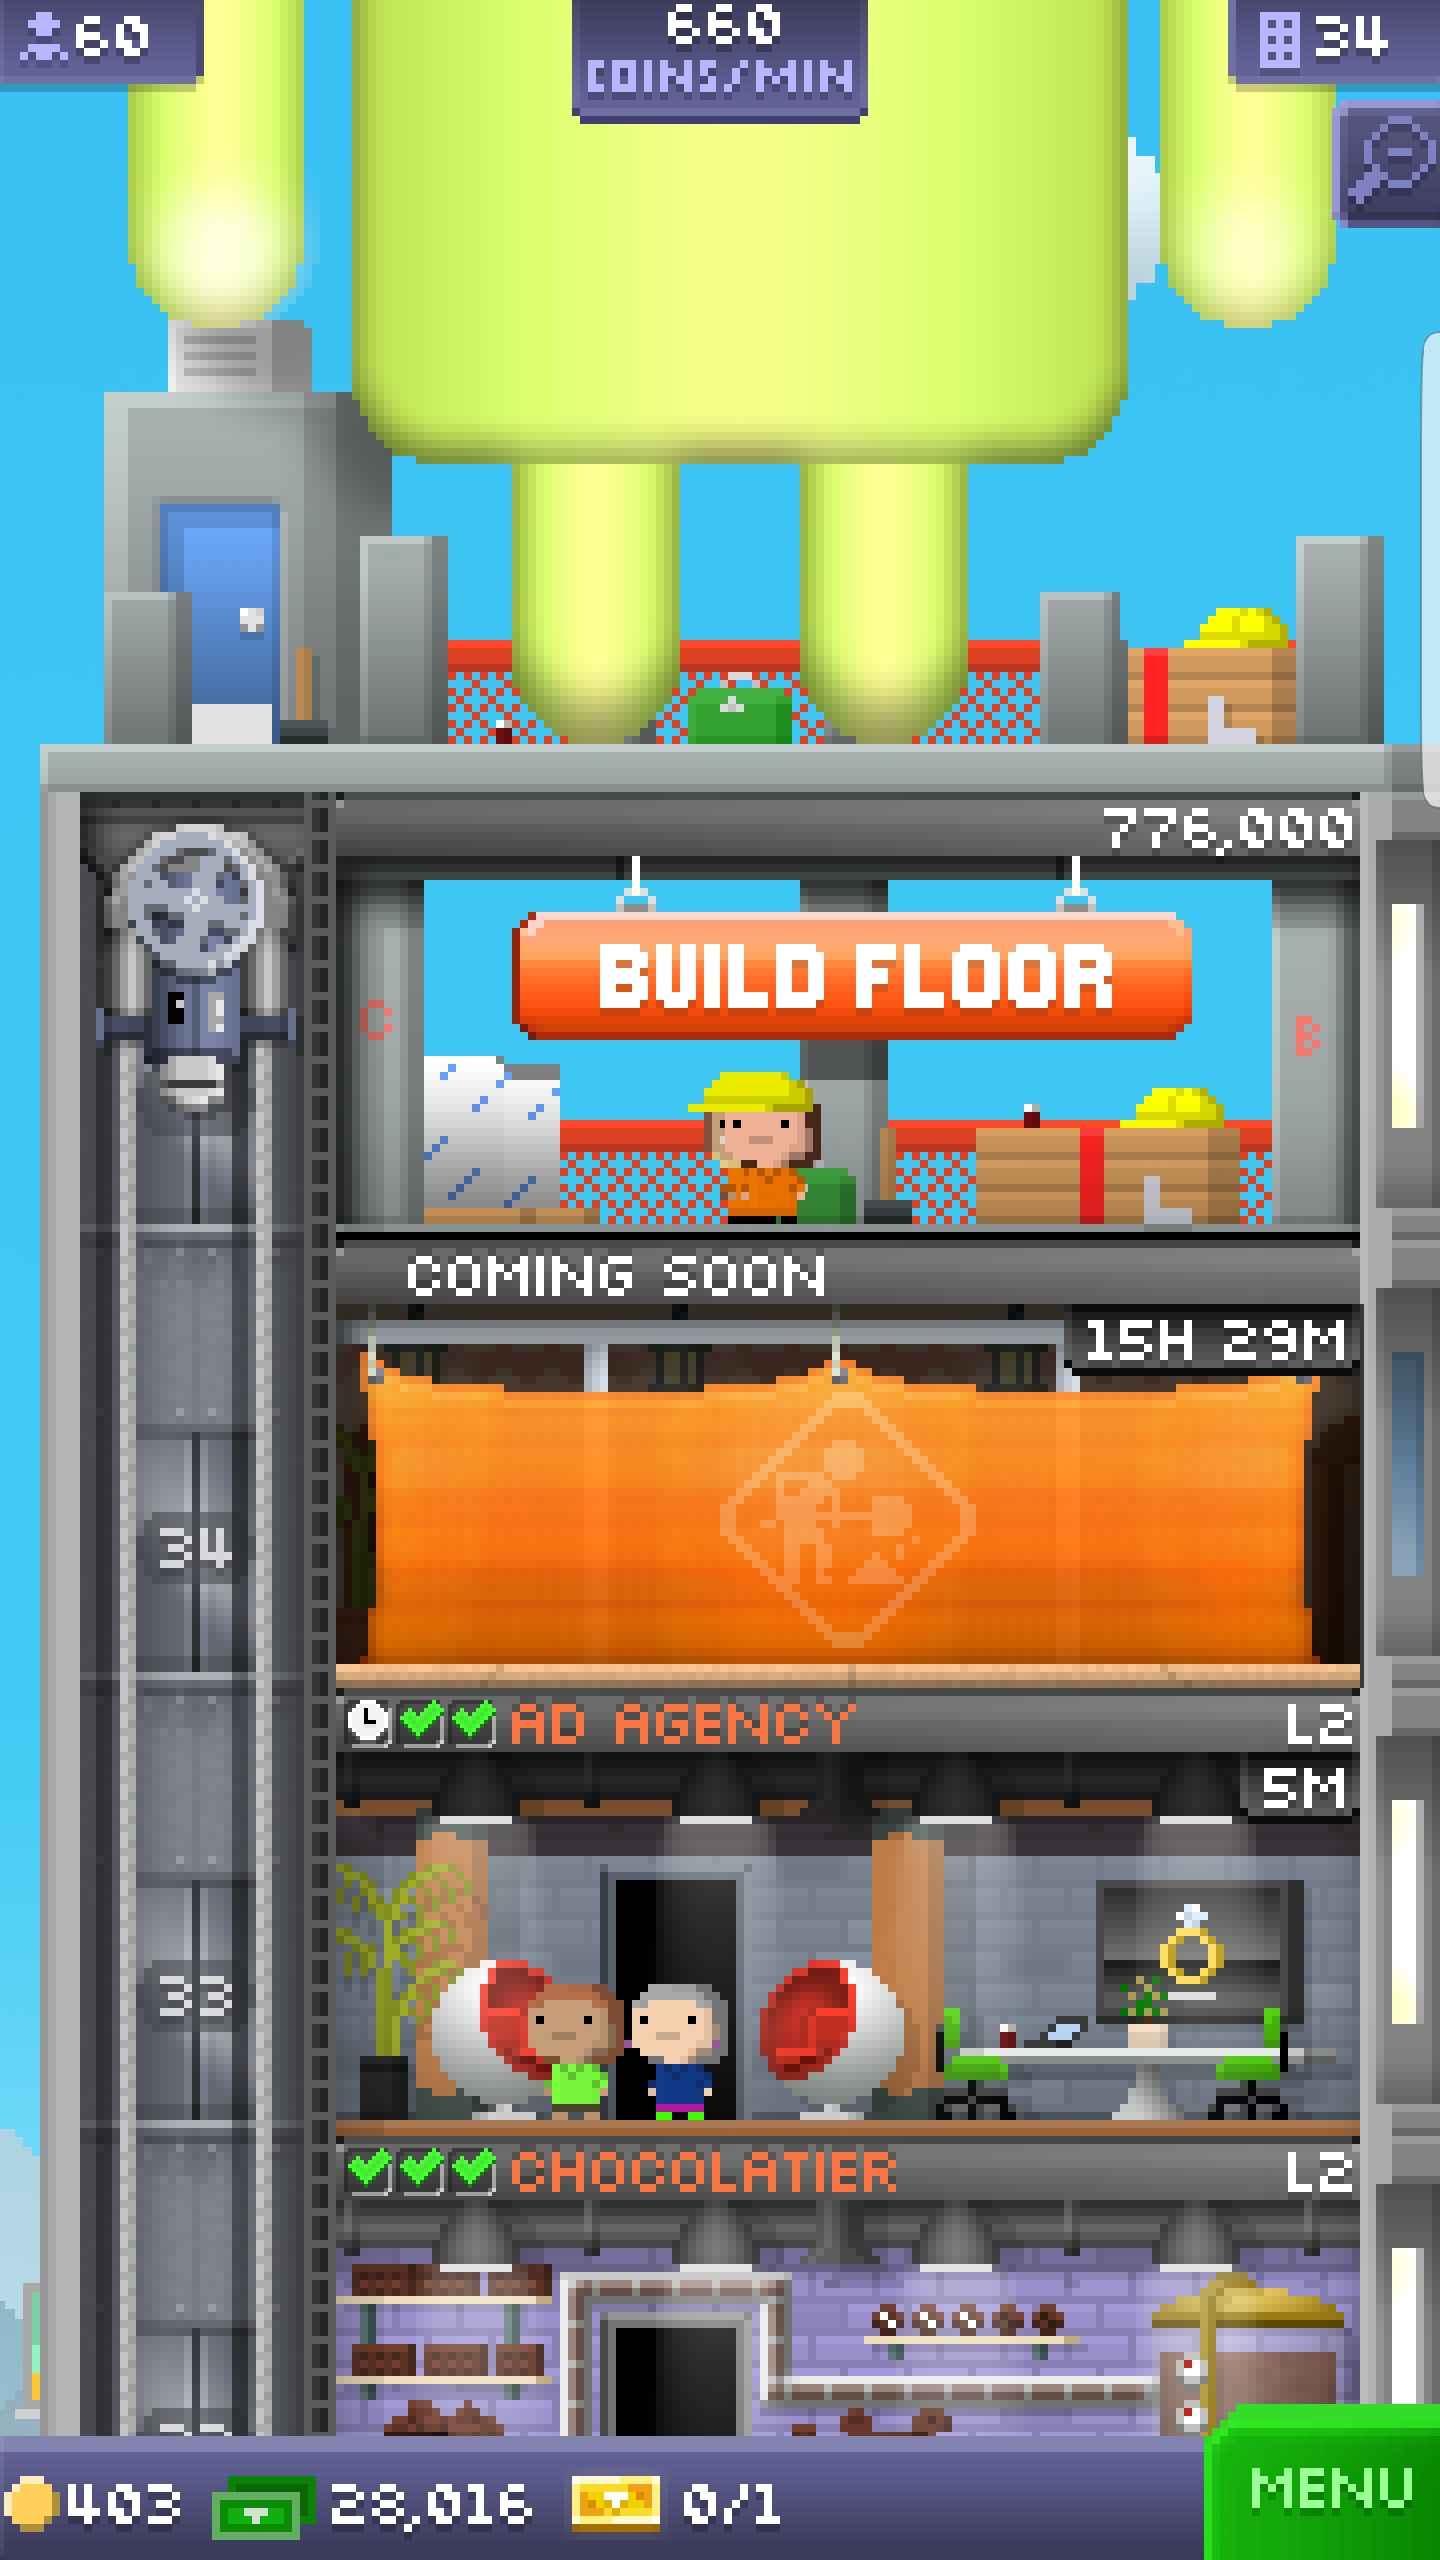 60
660
COINS/MIN
34
776,000
BUILD FLOOR
C
B
COMING SOON
15H 29M
34
AD AGENCY
L2
5M
33
CHOCOLATIER
L2
403
28,016
0/1
MENU